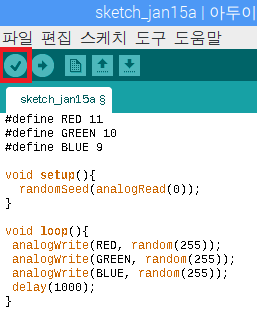 sketch_jan15a | 아두이
파일 편집 스케치 도구 도움말
sketch_jan15a §
#define RED 11
#define GREEN 10
#define BLUE 9

void setup(){
  randomSeed(analogRead(0));
}

void loop(){
 analogWrite(RED, random(255));
 analogWrite(GREEN, random(255));
 analogWrite(BLUE, random(255));
 delay(1000);
}